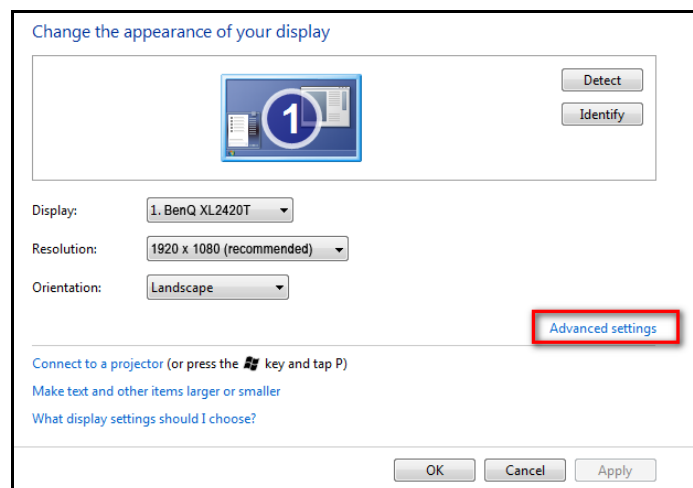 Change the appearance of your display
1
Detect
Identify
Display:
1. BenQ XL2420T
Resolution:
1920 x 1080 (recommended)
Orientation:
Landscape
Advanced settings
Connect to a projector (or press the key and tap P)
Make text and other items larger or smaller
What display settings should I choose?
OK
Cancel
Apply